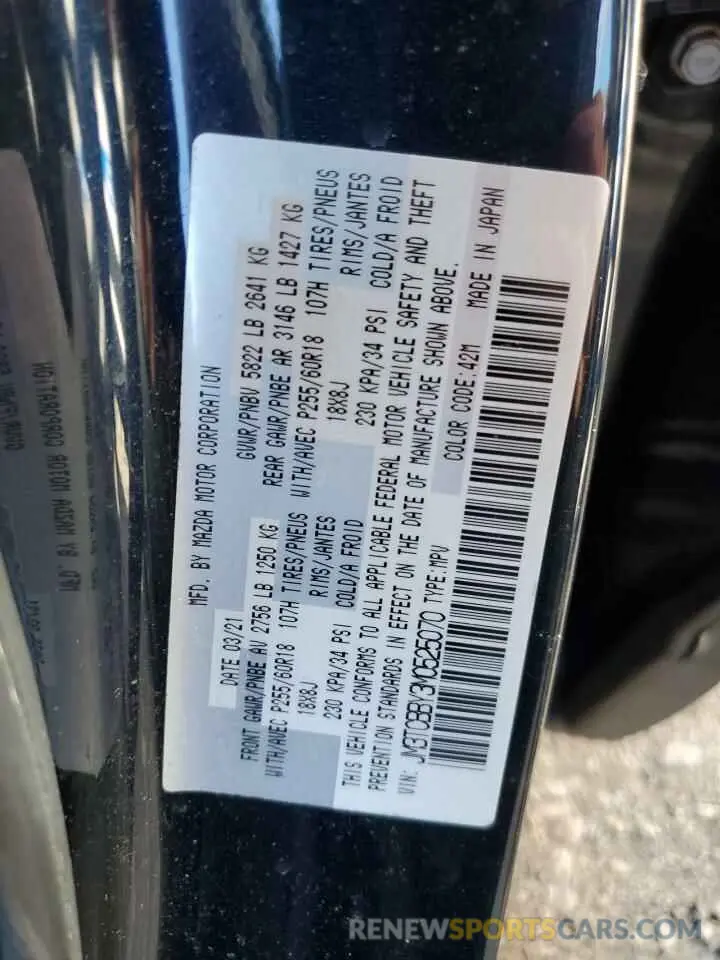 MFD. BY MAZDA MOTOR CORPORATION
DATE 03/21 GVWR/PNBV 5822 LB 2641 KG
FRONT GAWR/PNBE AV 2756 LB 1250 KG REAR GAWR/PNBE AR 3146 LB 1427 KG
WITH/AVEC P255/60R18 107H TIRES/PNEUS WITH/AVEC P255/60R18 107H TIRES/PNEUS
18X8J RIMS/JANTES 18X8J RIMS/JANTES
230 KPA/34 PSI COLD/A FROID 230 KPA/34 PSI COLD/A FROID
THIS VEHICLE CONFORMS TO ALL APPLICABLE FEDERAL MOTOR VEHICLE SAFETY AND THEFT
PREVENTION STANDARDS IN EFFECT ON THE DATE OF MANUFACTURE SHOWN ABOVE.
VIN: JM3TCBBY3M0525070 TYPE:MPV COLOR CODE:42M MADE IN JAPAN
RENEWSPORTSCARS.COM